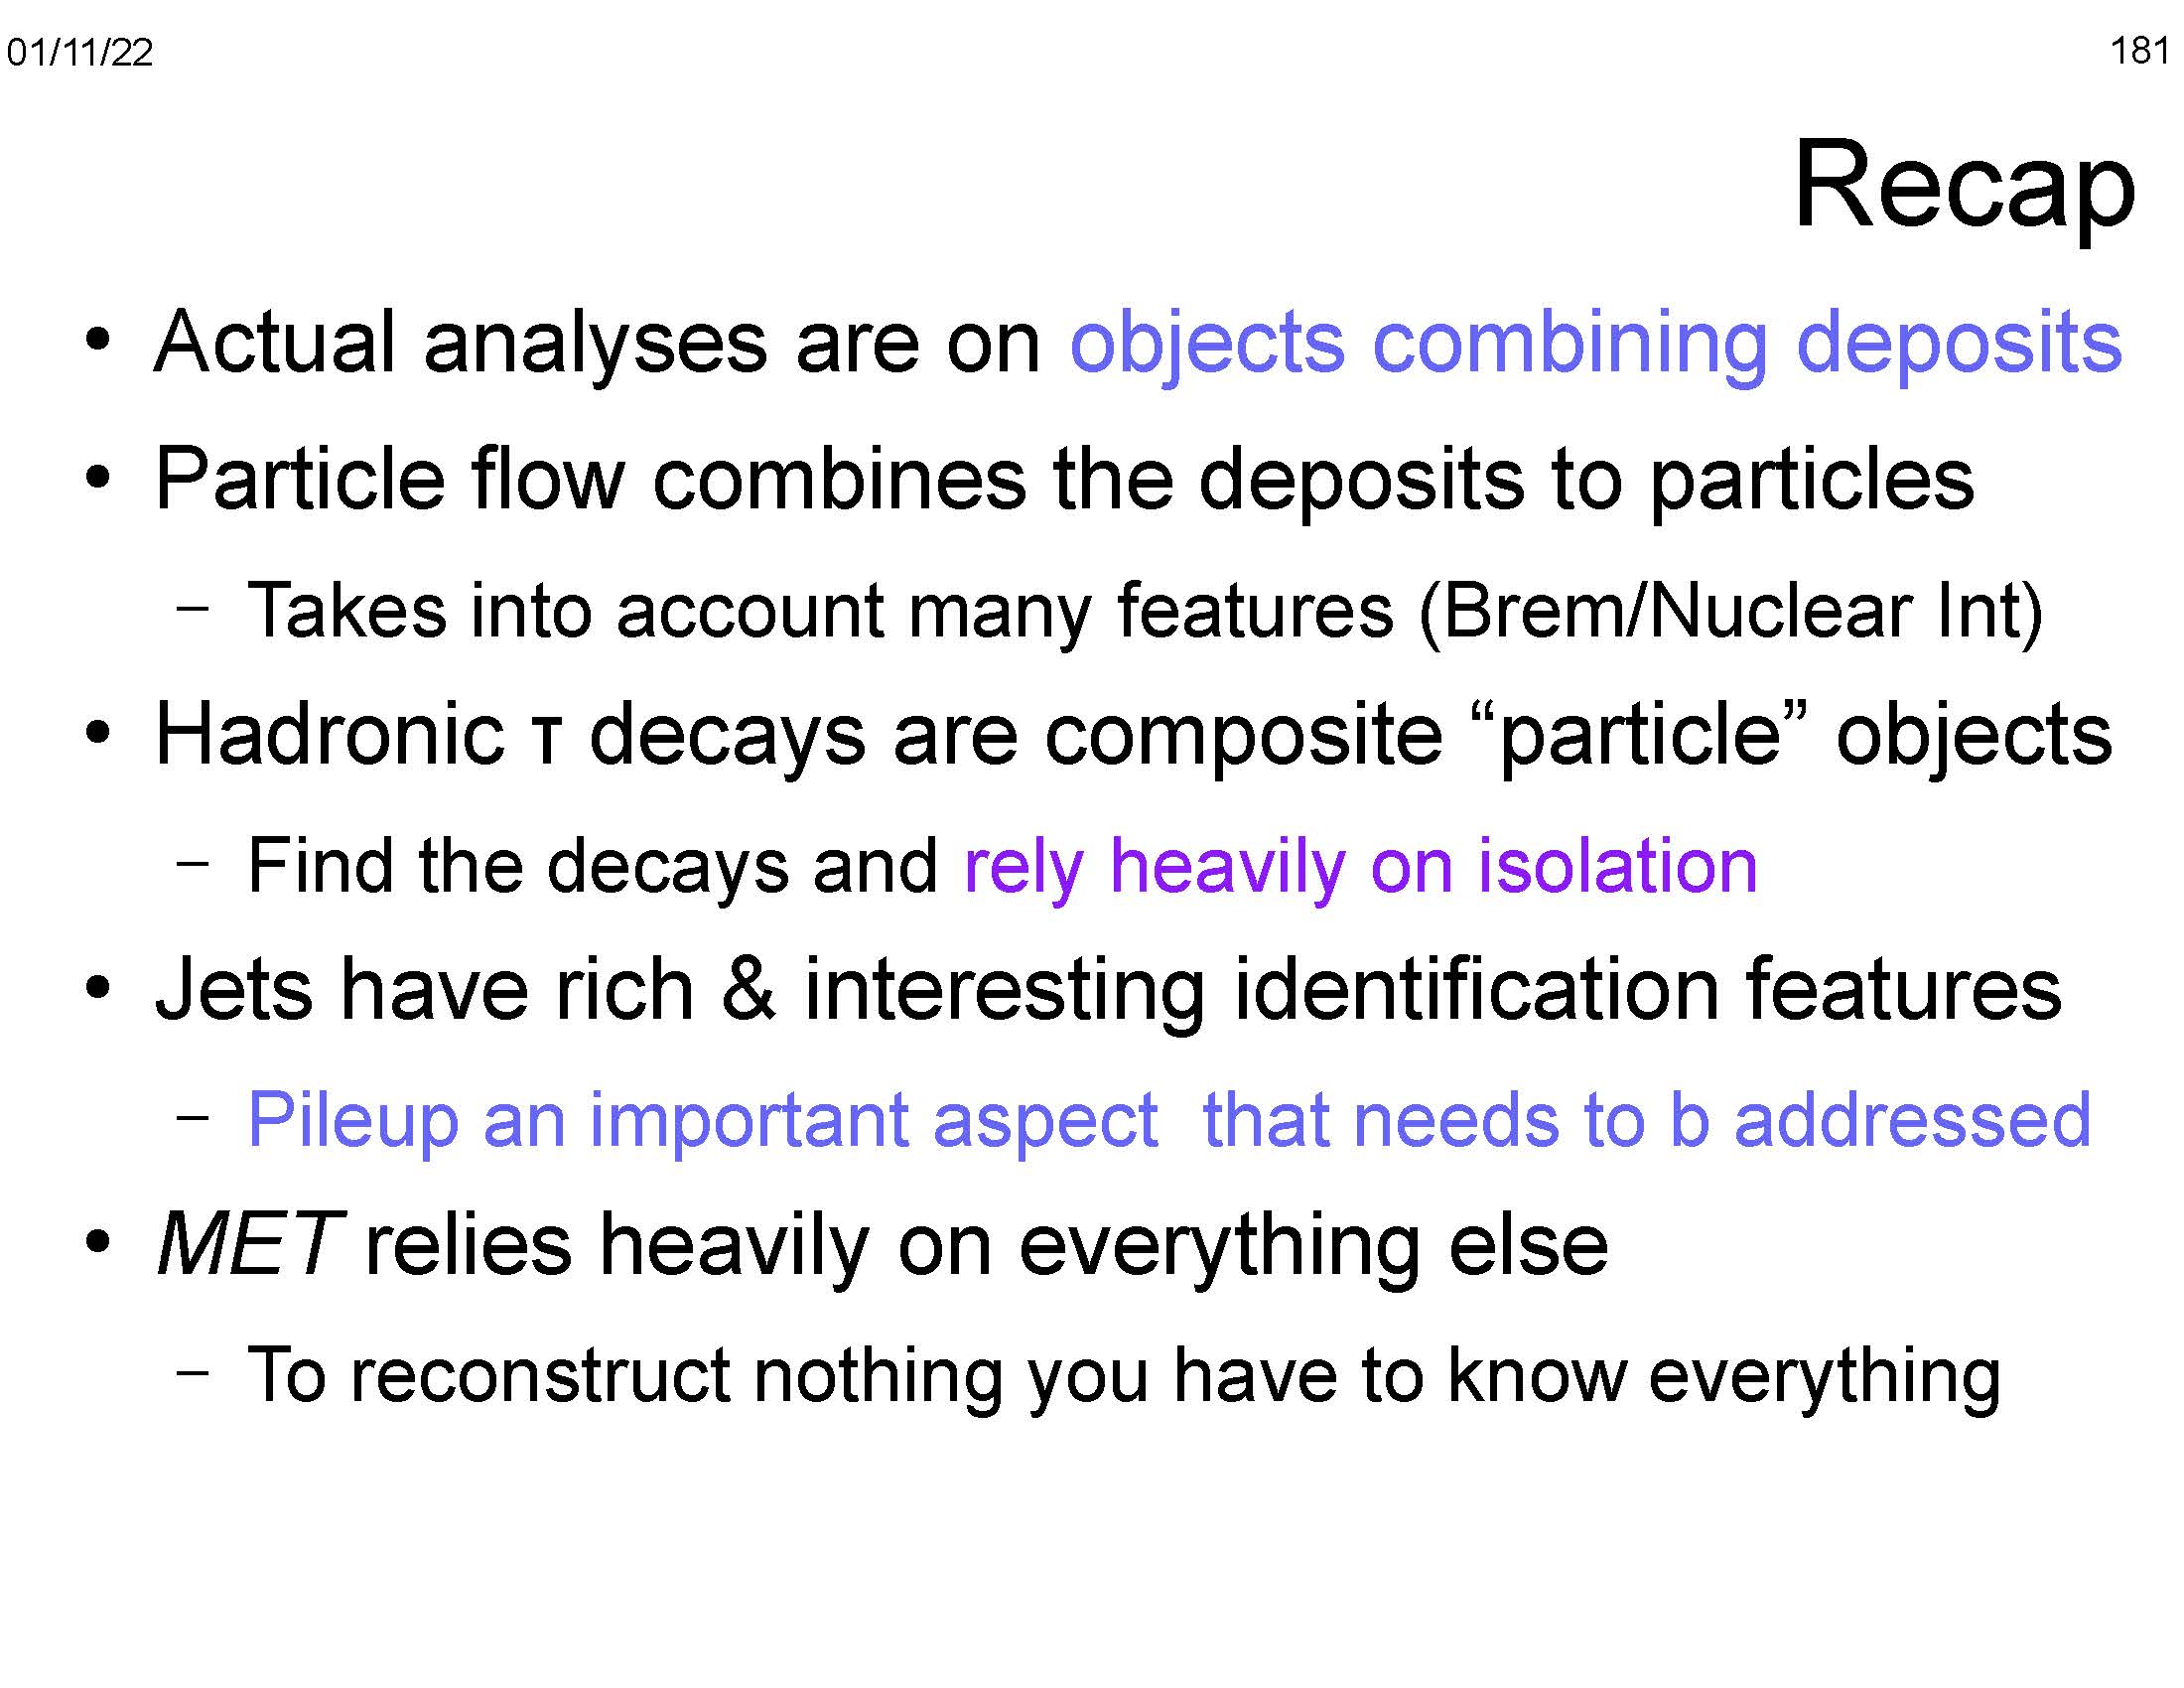 01/11/22
181
Recap
• Actual analyses are on objects combining deposits
• Particle flow combines the deposits to particles
– Takes into account many features (Brem/Nuclear Int)
• Hadronic τ decays are composite “particle” objects
– Find the decays and rely heavily on isolation
• Jets have rich & interesting identification features
– Pileup an important aspect  that needs to b addressed
• MET relies heavily on everything else
– To reconstruct nothing you have to know everything